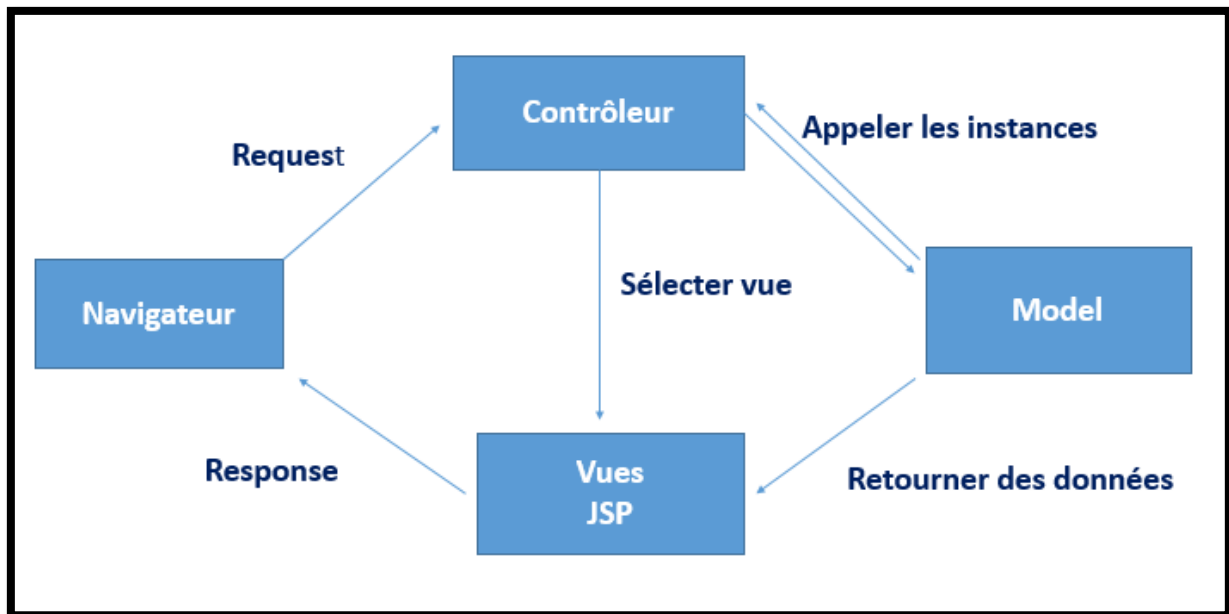 Contrôleur
Appeler les instances
Request
Sélecter vue
Navigateur
Model
Vues
JSP
Response
Retourner des données